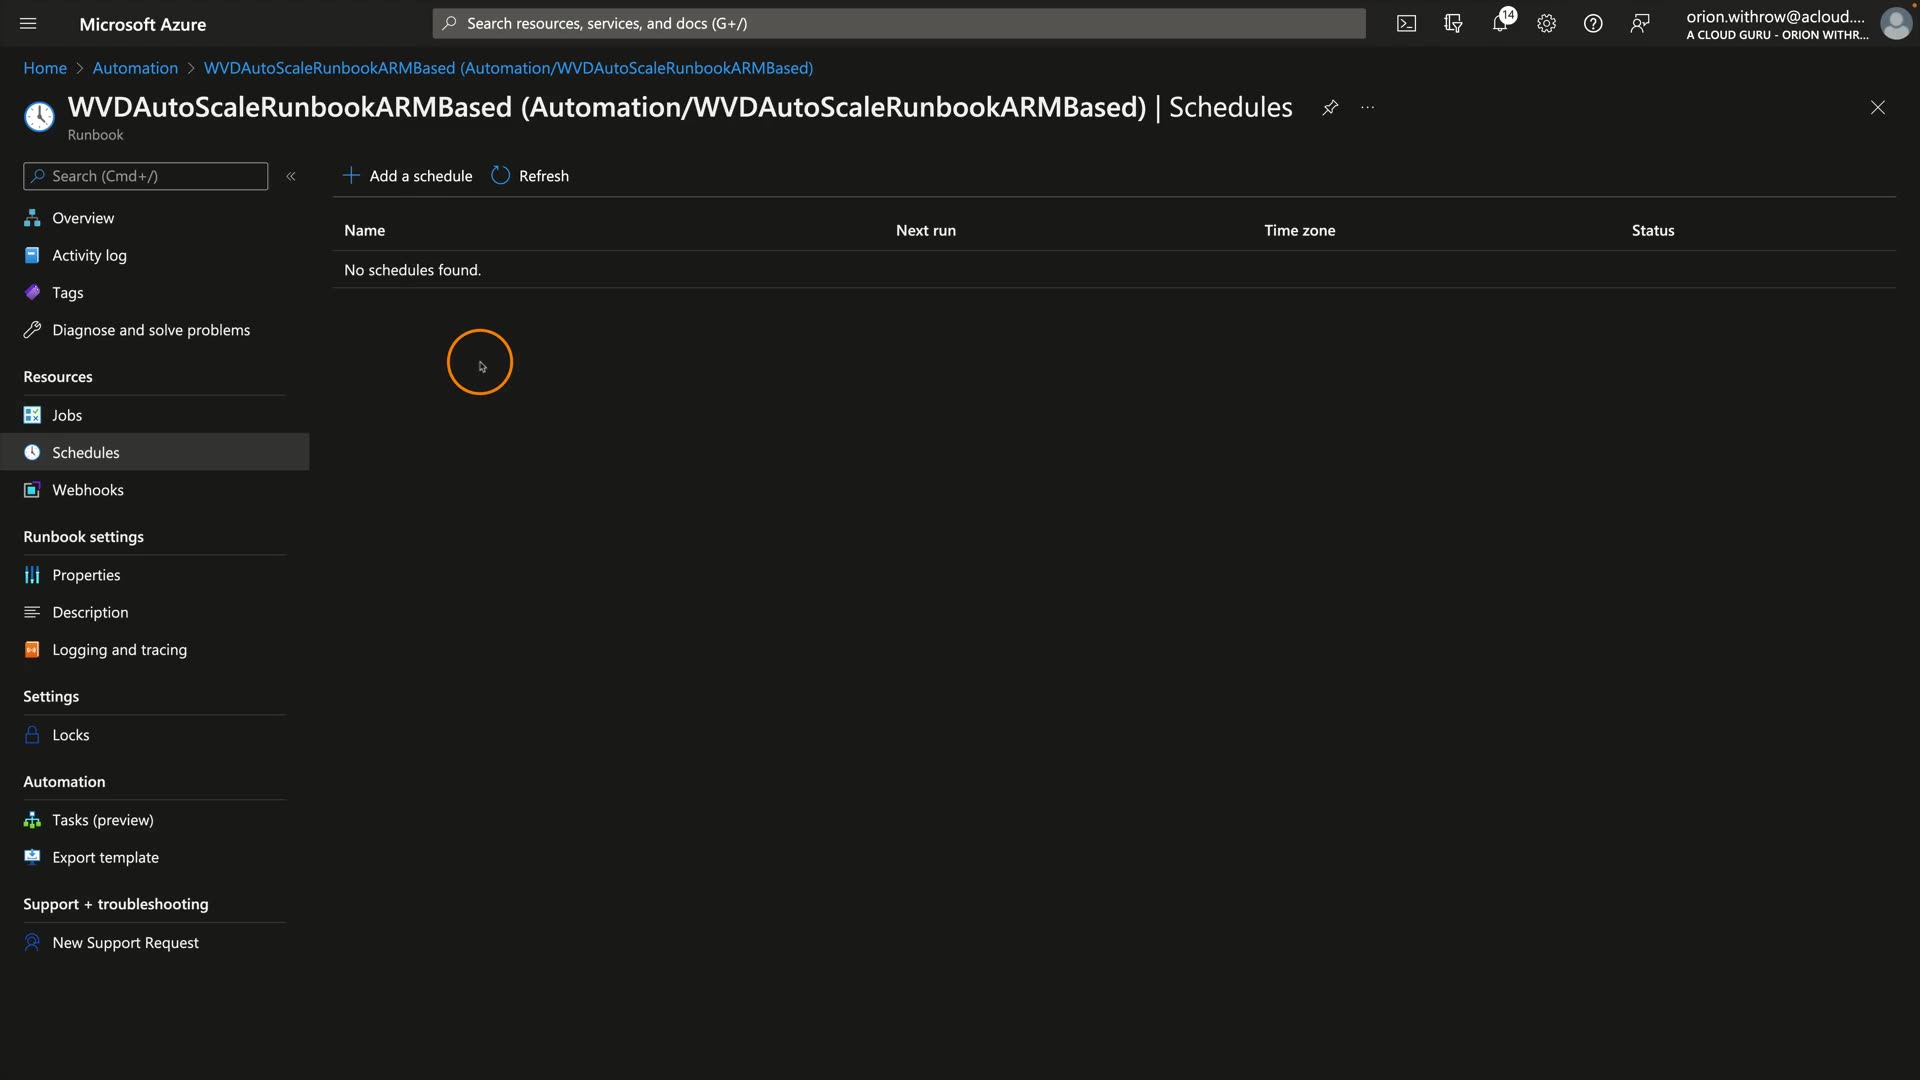 Microsoft Azure
Search resources, services, and docs (G+/)
14
orion.withrow@acloud....
A CLOUD GURU - ORION WITHR...
Home > Automation > WVDAutoScaleRunbookARMBased (Automation/WVDAutoScaleRunbookARMBased)
WVDAutoScaleRunbookARMBased (Automation/WVDAutoScaleRunbookARMBased) | Schedules ...
Runbook
Search (Cmd+/)
«
Add a schedule
Refresh
Overview
Activity log
Tags
Diagnose and solve problems
Resources
Jobs
Schedules
Webhooks
Runbook settings
Properties
Description
Logging and tracing
Settings
Locks
Automation
Tasks (preview)
Export template
Support + troubleshooting
New Support Request
Name Next run Time zone Status
No schedules found.